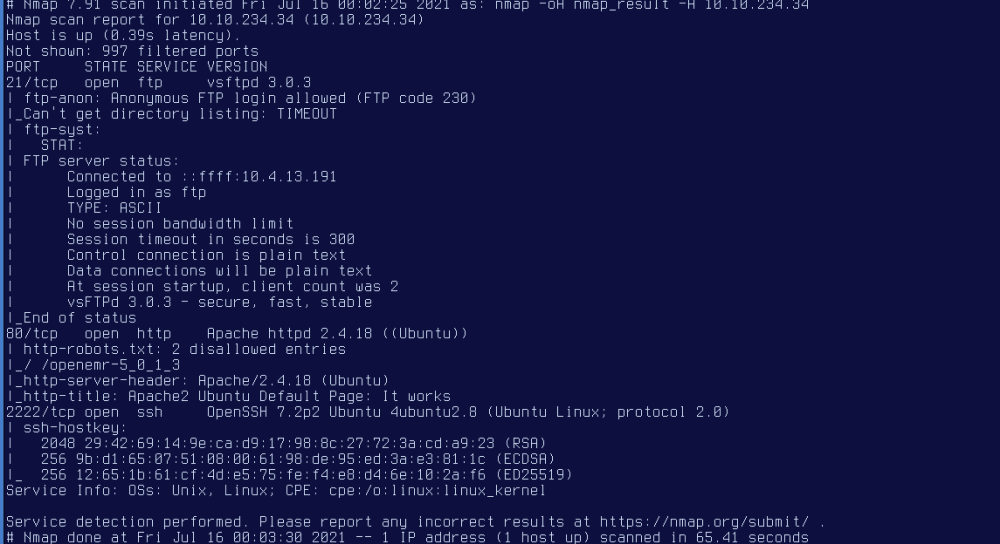 # Nmap 7.91 scan initiated Fri Jul 16 00:02:25 2021 as: nmap -oA nmap_result -A 10.10.234.34
Nmap scan report for 10.10.234.34 (10.10.234.34)
Host is up (0.39s latency).
Not shown: 997 filtered ports
PORT     STATE SERVICE VERSION
21/tcp   open  ftp     vsftpd 3.0.3
| ftp-anon: Anonymous FTP login allowed (FTP code 230)
|_Can't get directory listing: TIMEOUT
| ftp-syst:
|   STAT:
| FTP server status:
|      Connected to ::ffff:10.4.13.191
|      Logged in as ftp
|      TYPE: ASCII
|      No session bandwidth limit
|      Session timeout in seconds is 300
|      Control connection is plain text
|      Data connections will be plain text
|      At session startup, client count was 2
|      vsFTPd 3.0.3 - secure, fast, stable
|_End of status
80/tcp   open  http    Apache httpd 2.4.18 ((Ubuntu))
| http-robots.txt: 2 disallowed entries
|_/ /openemr-5_0_1_3
|_http-server-header: Apache/2.4.18 (Ubuntu)
|_http-title: Apache2 Ubuntu Default Page: It works
2222/tcp open  ssh     OpenSSH 7.2p2 Ubuntu 4ubuntu2.8 (Ubuntu Linux; protocol 2.0)
| ssh-hostkey:
|   2048 29:42:69:14:9e:ca:d9:17:98:8c:27:72:3a:cd:a9:23 (RSA)
|   256 9b:d1:65:07:51:08:00:61:98:de:95:ed:3a:e3:81:1c (ECDSA)
|_  256 12:65:1b:61:cf:4d:e5:75:fe:f4:e8:d4:6e:10:2a:f6 (ED25519)
Service Info: OSs: Unix, Linux; CPE: cpe:/o:linux:linux_kernel
Service detection performed. Please report any incorrect results at https://nmap.org/submit/ .
# Nmap done at Fri Jul 16 00:03:30 2021 -- 1 IP address (1 host up) scanned in 65.41 seconds